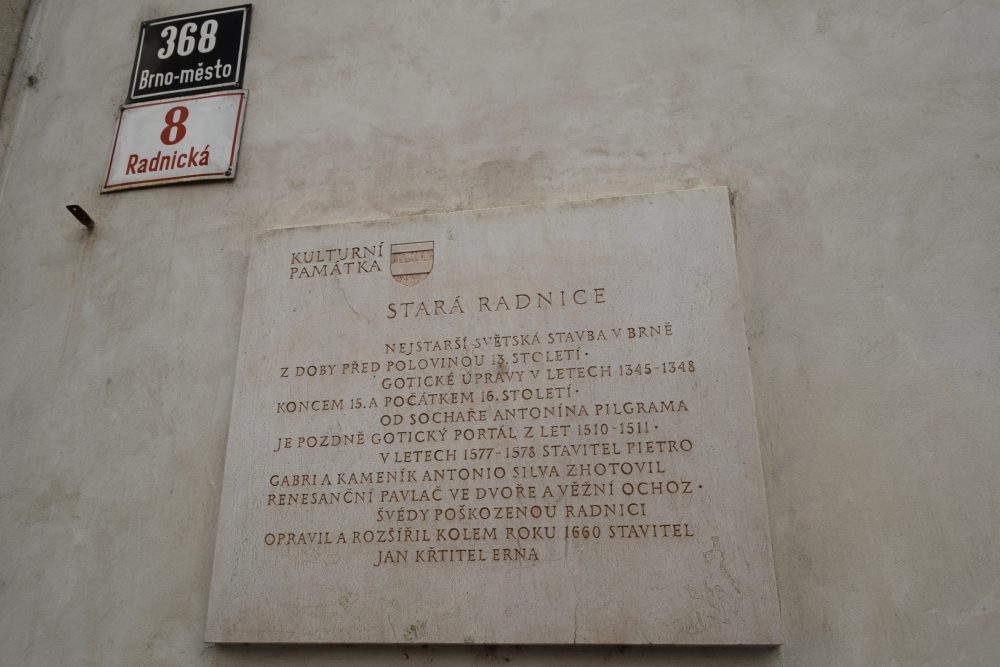 368
Brno-město
8
Radnická
KULTURNÍ
PAMÁTKA
STARÁ RADNICE
NEJSTARŠÍ SVĚTSKÁ STAVBA V BRNĚ
Z DOBY PŘED POLOVINOU 13. STOLETÍ ·
GOTICKÉ ÚPRAVY V LETECH 1345-1348
KONCEM 15. A POČÁTKEM 16. STOLETÍ ·
OD SOCHAŘE ANTONÍNA PILGRAMA
JE POZDNĚ GOTICKÝ PORTÁL Z LET 1510-1511 ·
V LETECH 1577-1578 STAVITEL PIETRO
GABRI A KAMENÍK ANTONIO SILVA ZHOTOVIL
RENESANČNÍ PAVLAČ VE DVOŘE A VĚŽNÍ OCHOZ ·
ŠVÉDY POŠKOZENOU RADNICI
OPRAVIL A ROZŠÍŘIL KOLEM ROKU 1660 STAVITEL
JAN KŘTITEL ERNA